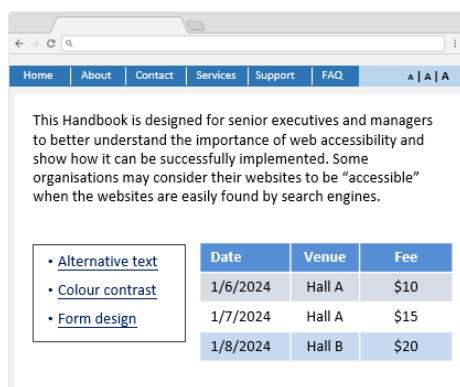 Home About Contact Services Support FAQ A | A | A
This Handbook is designed for senior executives and managers
to better understand the importance of web accessibility and
show how it can be successfully implemented. Some
organisations may consider their websites to be “accessible”
when the websites are easily found by search engines.
• Alternative text
• Colour contrast
• Form design
Date Venue Fee
1/6/2024 Hall A $10
1/7/2024 Hall A $15
1/8/2024 Hall B $20